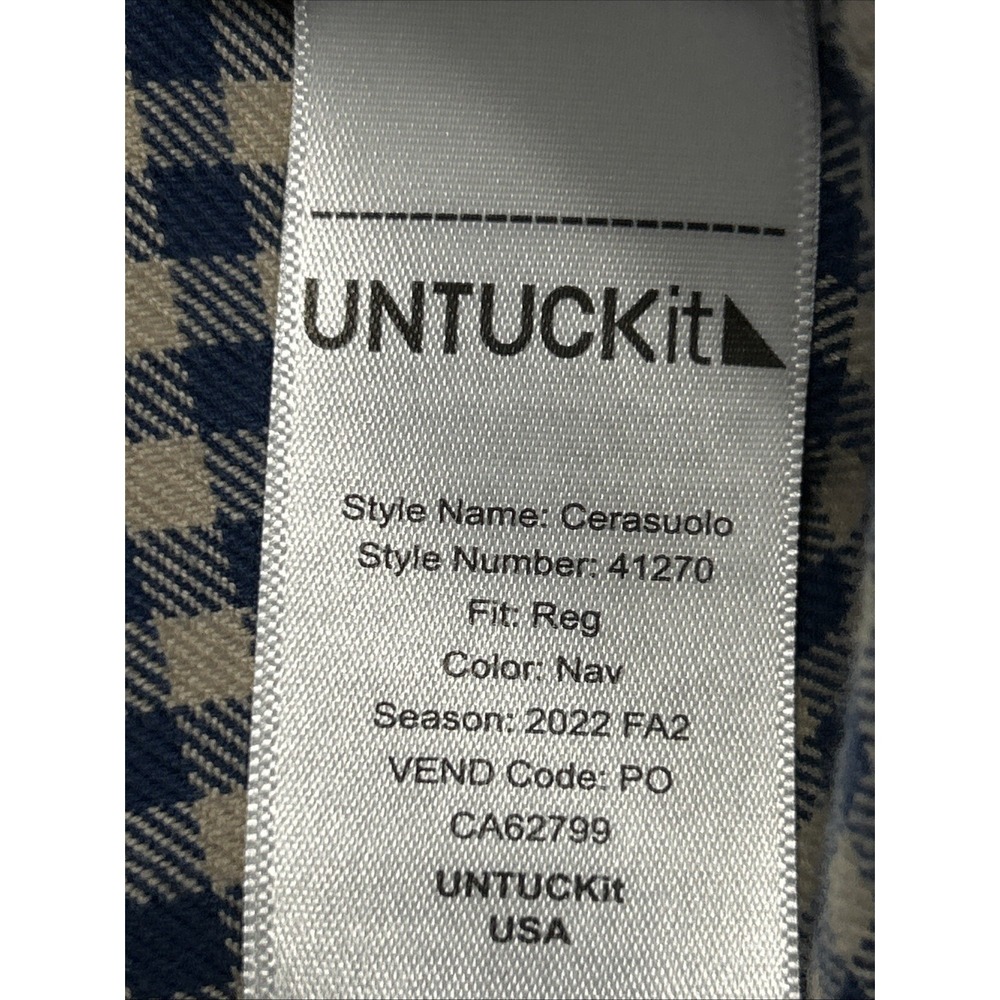 UNTUCKit
Style Name: Cerasuolo
Style Number: 41270
Fit: Reg
Color: Nav
Season: 2022 FA2
VEND Code: PO
CA62799
UNTUCKit
USA